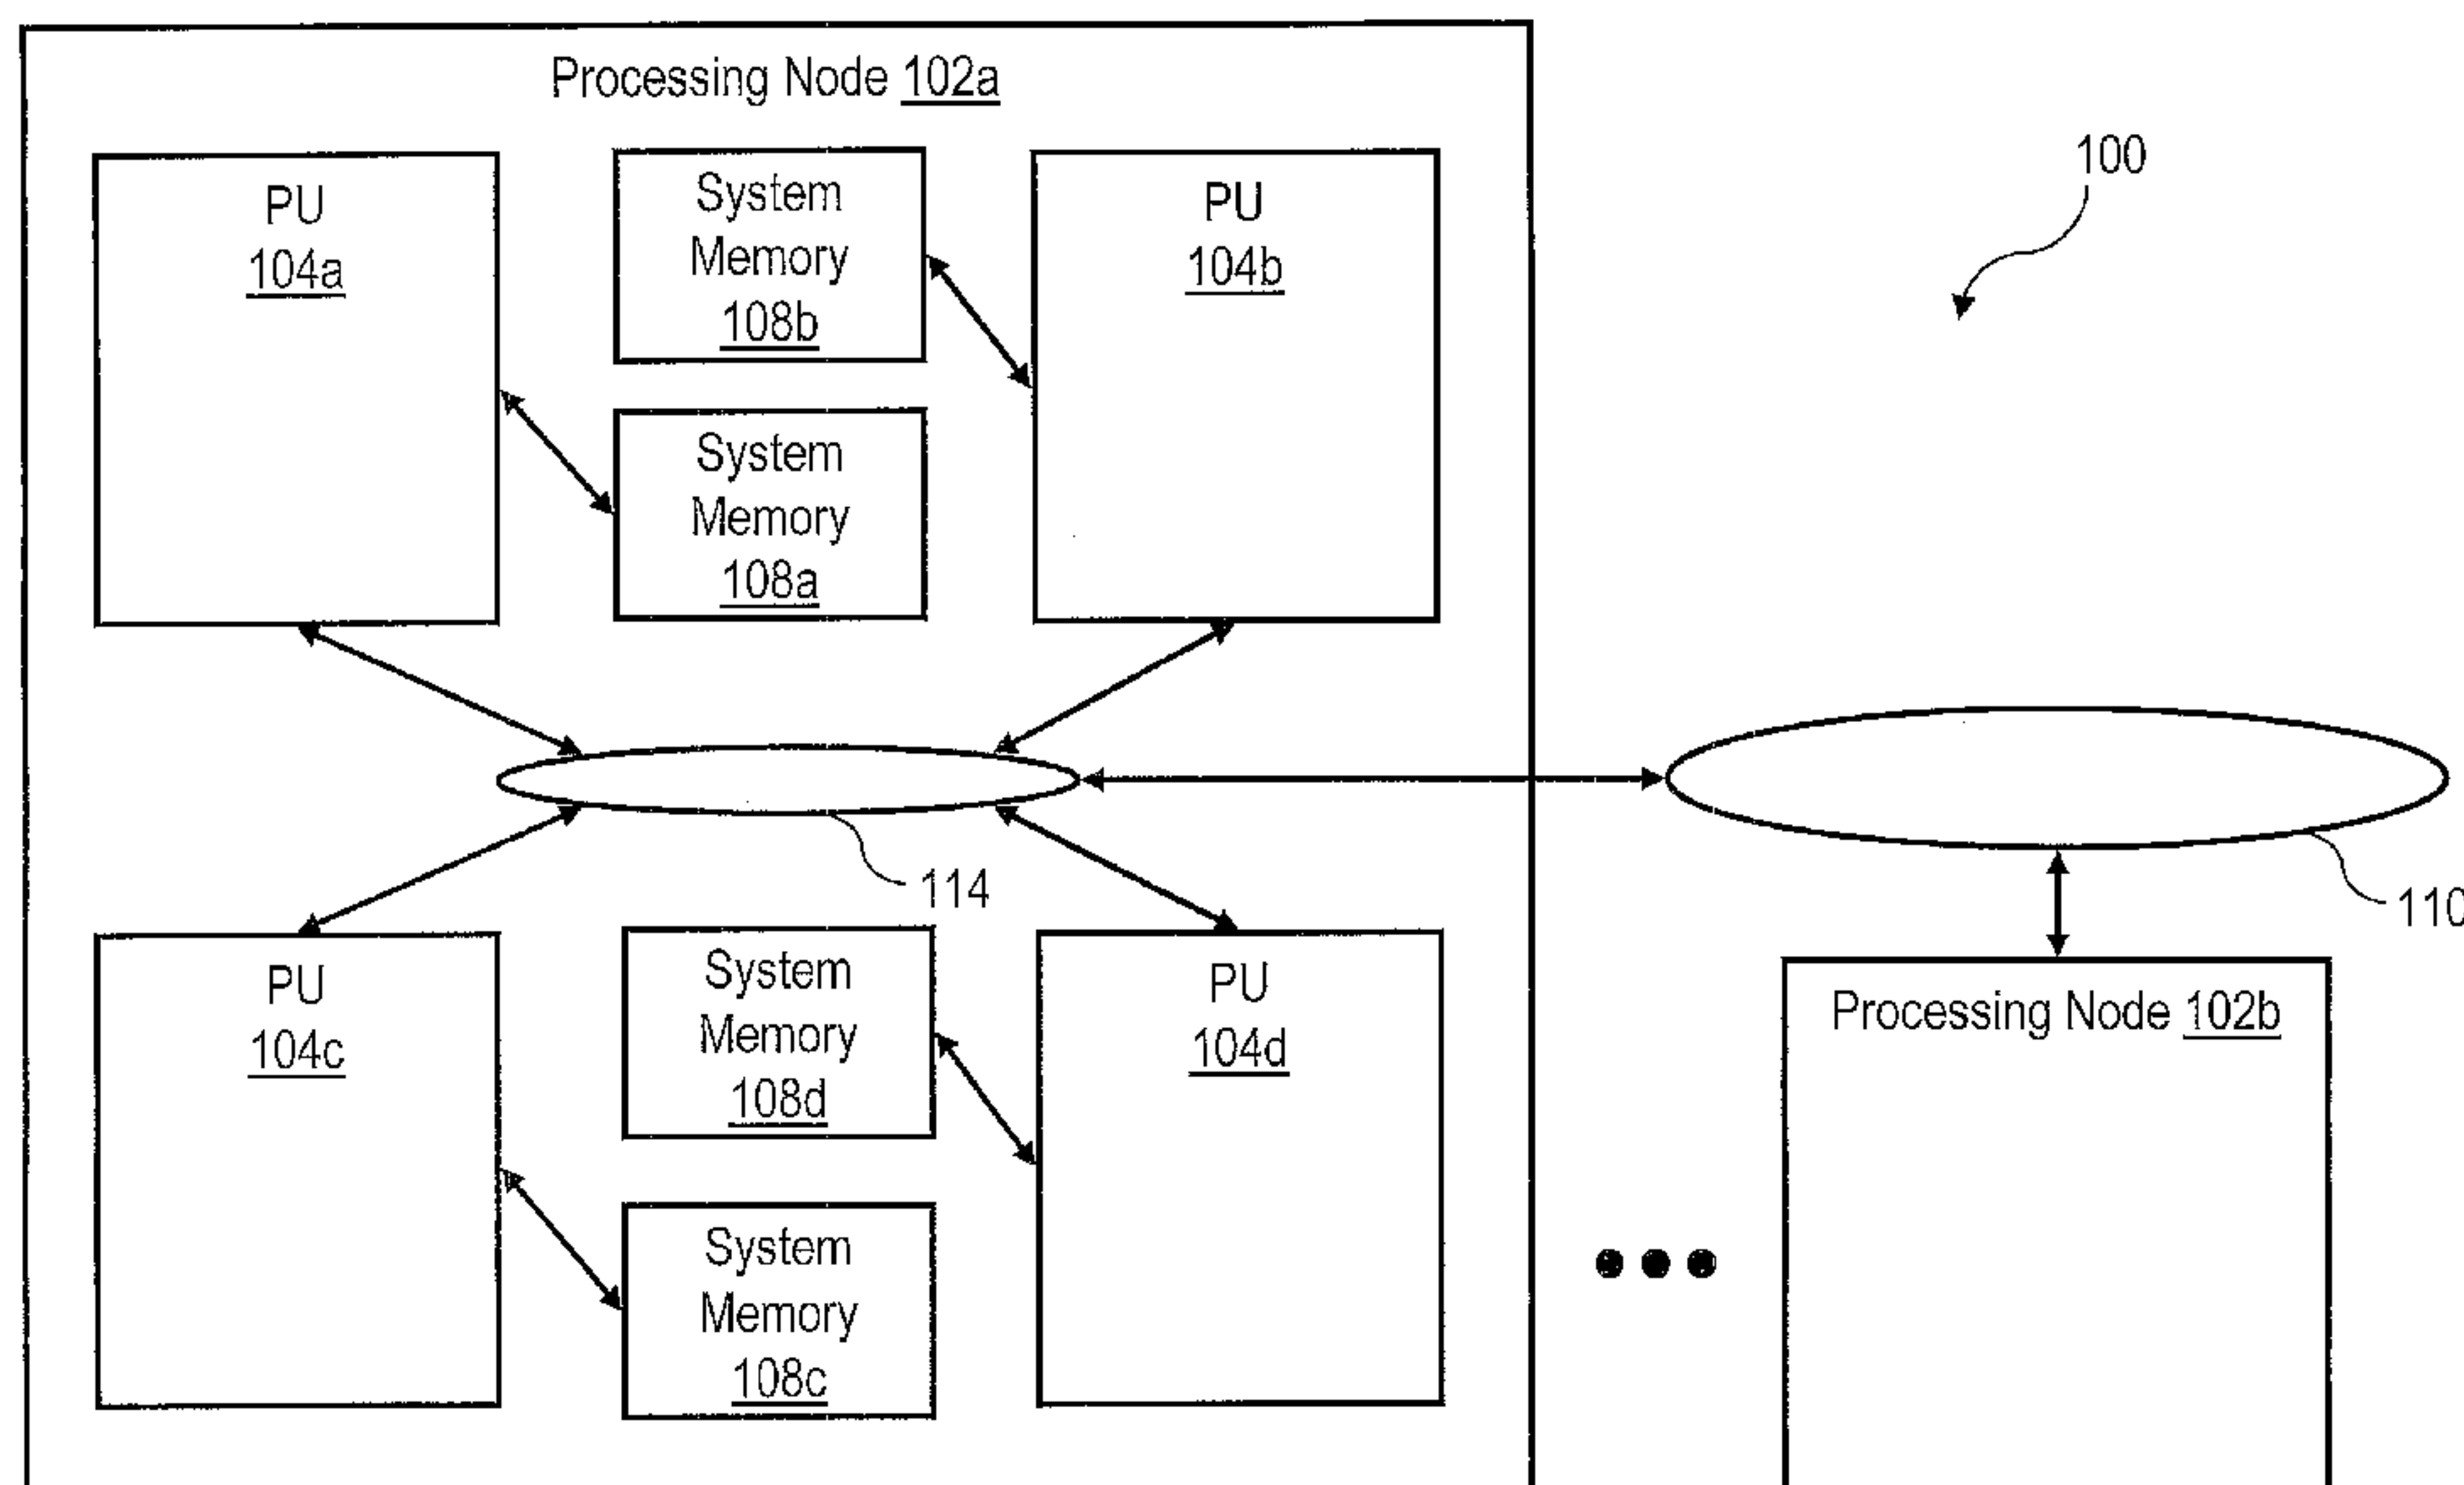 Processing Node 102a
PU
104a
System
Memory
108b
PU
104b
100
System
Memory
108a
114
110
PU
104c
System
Memory
108d
PU
104d
Processing Node 102b
System
Memory
108c